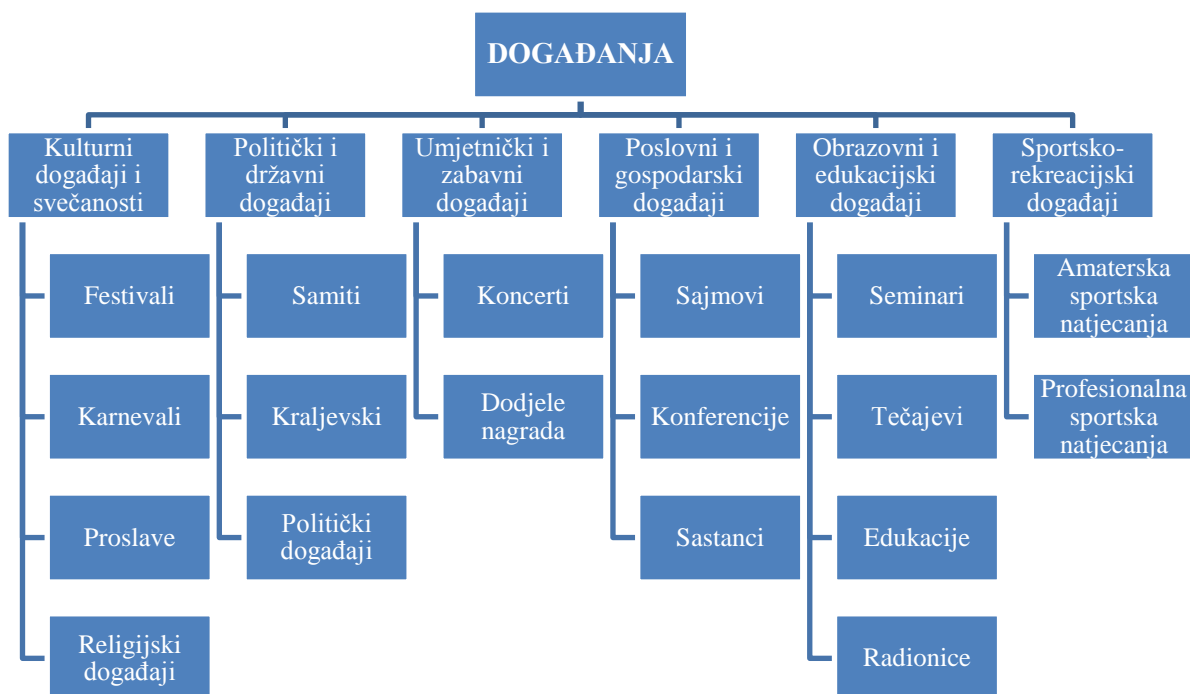 DOGAĐANJA
Kulturni
događaji i
svečanosti
Festivali
Karnevali
Proslave
Religijski
događaji
Politički i
državni
događaji
Samiti
Kraljevski
Politički
događaji
Umjetnički i
zabavni
događaji
Koncerti
Dodjele
nagrada
Poslovni i
gospodarski
događaji
Sajmovi
Konferencije
Sastanci
Obrazovni i
edukacijski
događaji
Seminari
Tečajevi
Edukacije
Radionice
Sportsko-
rekreacijski
događaji
Amaterska
sportska
natjecanja
Profesionalna
sportska
natjecanja